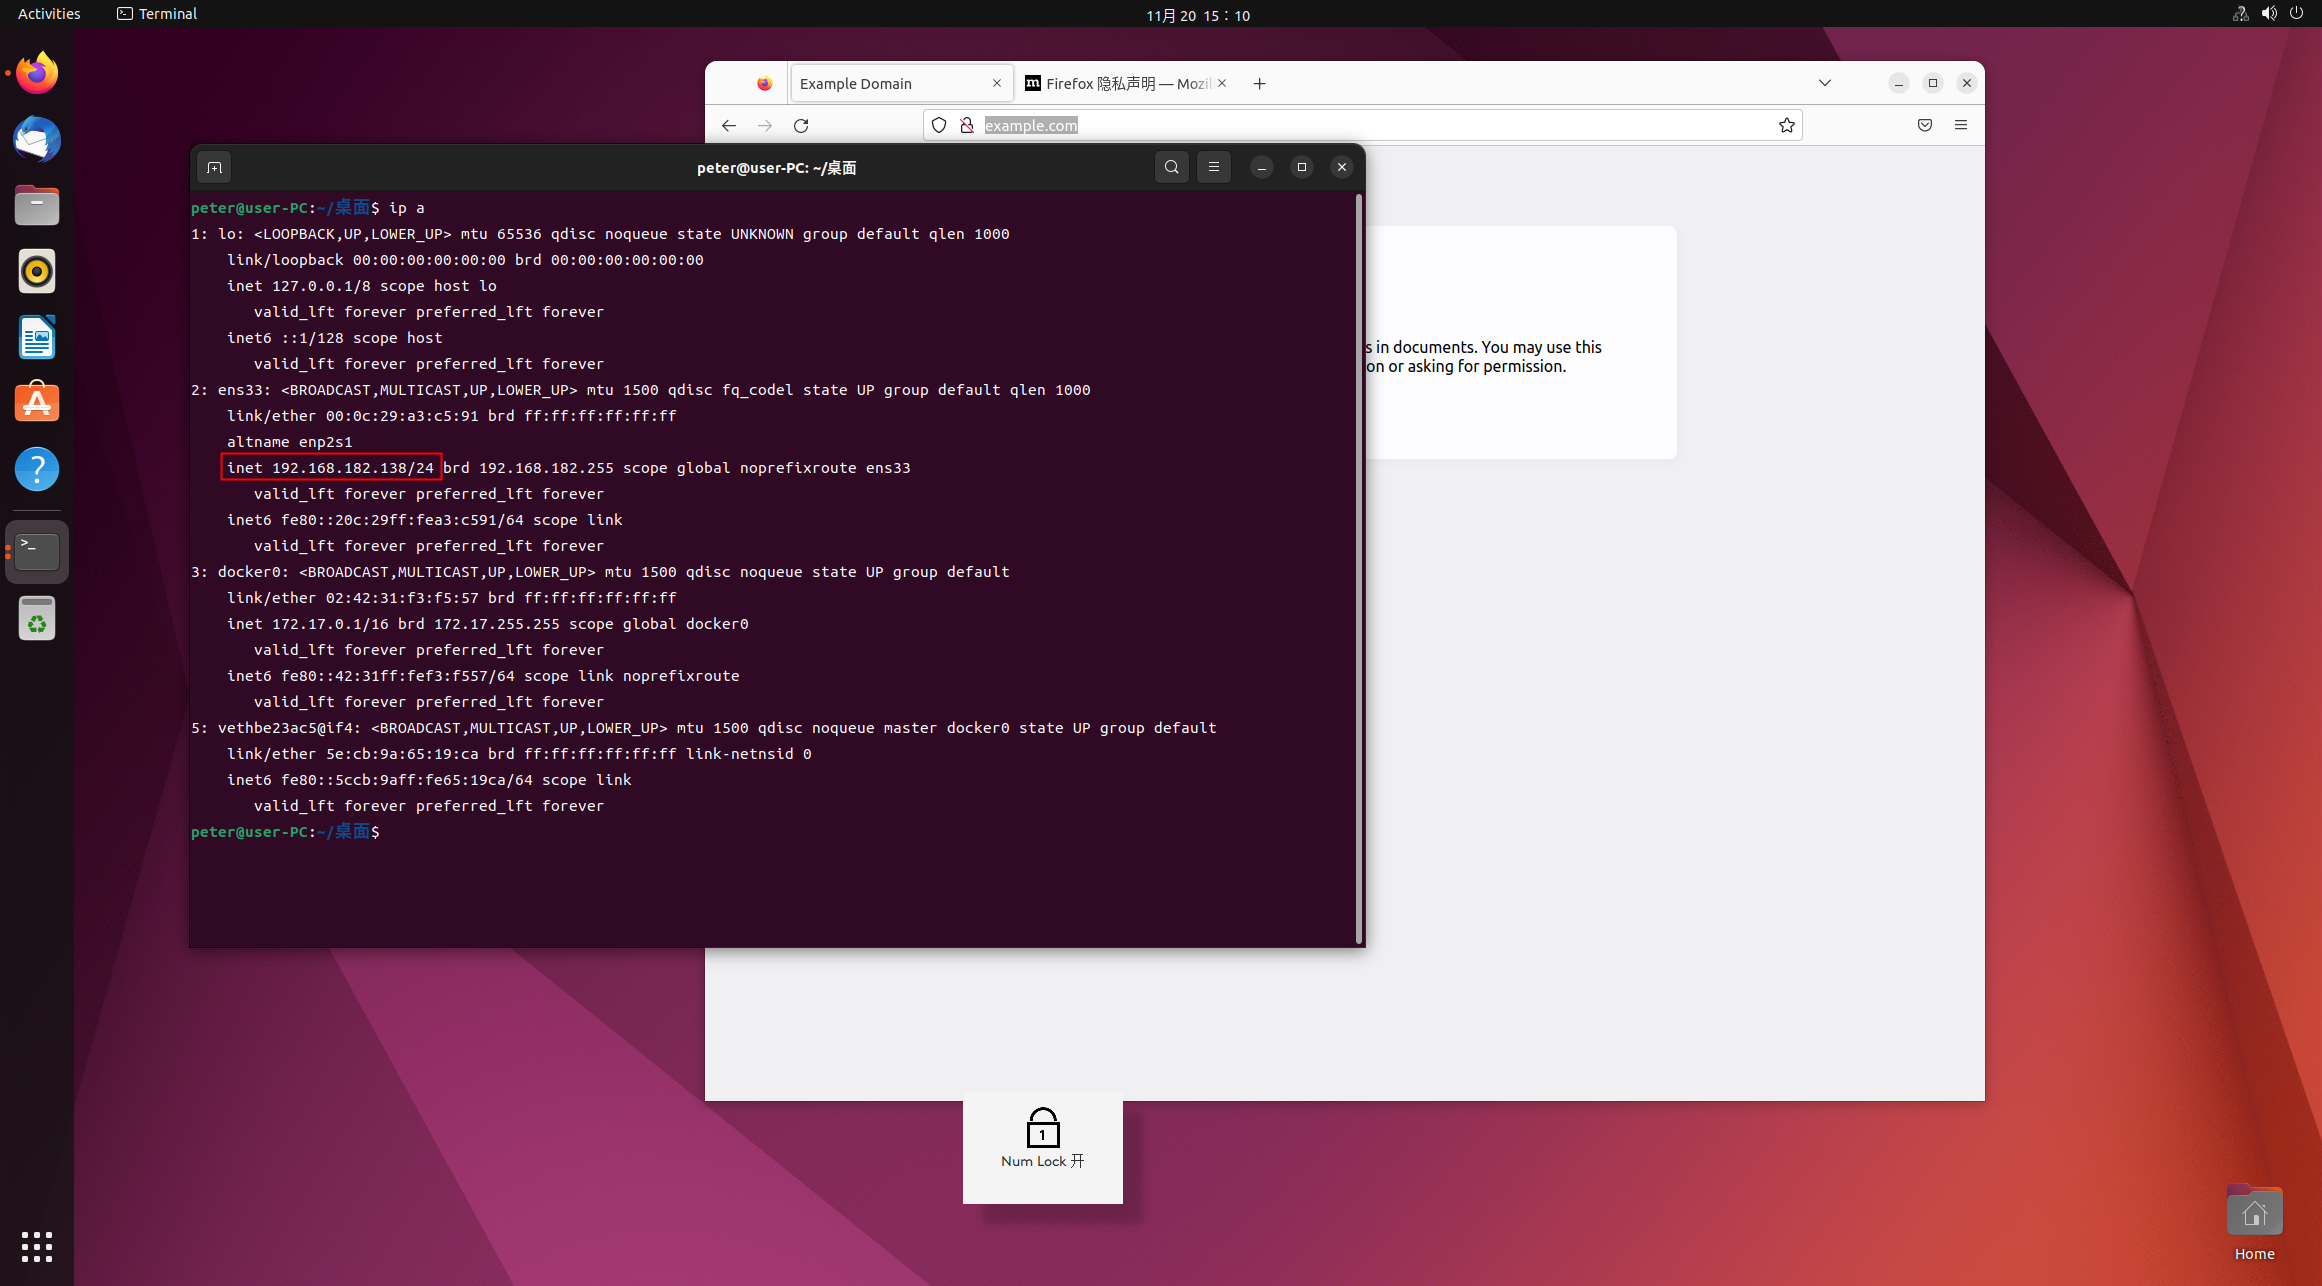 Activities
Terminal
11月 20 15：10
Example Domain
Firefox 隐私声明 — Mozil
example.com
peter@user-PC: ~/桌面
peter@user-PC:~/桌面$ ip a
1: lo: <LOOPBACK,UP,LOWER_UP> mtu 65536 qdisc noqueue state UNKNOWN group default qlen 1000
link/loopback 00:00:00:00:00:00 brd 00:00:00:00:00:00
inet 127.0.0.1/8 scope host lo
valid_lft forever preferred_lft forever
inet6 ::1/128 scope host
valid_lft forever preferred_lft forever
2: ens33: <BROADCAST,MULTICAST,UP,LOWER_UP> mtu 1500 qdisc fq_codel state UP group default qlen 1000
link/ether 00:0c:29:a3:c5:91 brd ff:ff:ff:ff:ff:ff
altname enp2s1
inet 192.168.182.138/24 brd 192.168.182.255 scope global noprefixroute ens33
valid_lft forever preferred_lft forever
inet6 fe80::20c:29ff:fea3:c591/64 scope link
valid_lft forever preferred_lft forever
3: docker0: <BROADCAST,MULTICAST,UP,LOWER_UP> mtu 1500 qdisc noqueue state UP group default
link/ether 02:42:31:f3:f5:57 brd ff:ff:ff:ff:ff:ff
inet 172.17.0.1/16 brd 172.17.255.255 scope global docker0
valid_lft forever preferred_lft forever
inet6 fe80::42:31ff:fef3:f557/64 scope link noprefixroute
valid_lft forever preferred_lft forever
5: vethbe23ac5@if4: <BROADCAST,MULTICAST,UP,LOWER_UP> mtu 1500 qdisc noqueue master docker0 state UP group default
link/ether 5e:cb:9a:65:19:ca brd ff:ff:ff:ff:ff:ff link-netnsid 0
inet6 fe80::5ccb:9aff:fe65:19ca/64 scope link
valid_lft forever preferred_lft forever
peter@user-PC:~/桌面$
s in documents. You may use this
on or asking for permission.
1
Num Lock 开
Home